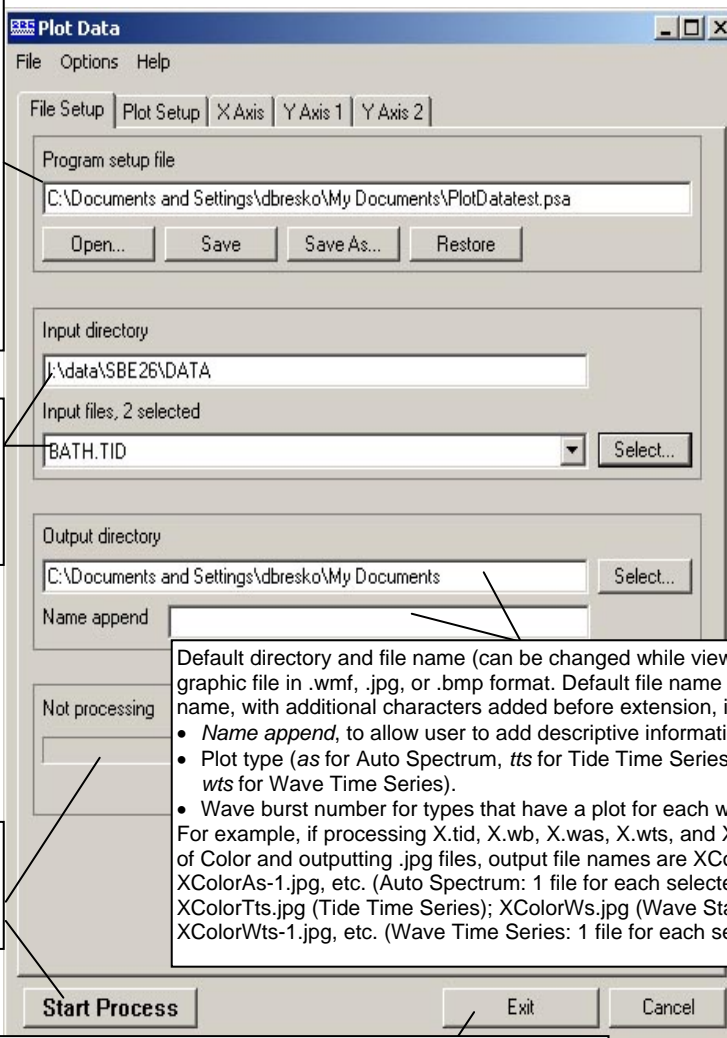 SBE Plot Data
File Options Help
File Setup Plot Setup X Axis Y Axis 1 Y Axis 2
Program setup file
C:\Documents and Settings\dbresko\My Documents\PlotDatatest.psa
Open... Save Save As... Restore
Input directory
I:\data\SBE26\DATA
Input files, 2 selected
BATH.TID Select...
Output directory
C:\Documents and Settings\dbresko\My Documents Select...
Name append
Default directory and file name (can be changed while view
graphic file in .wmf, .jpg, or .bmp format. Default file name
name, with additional characters added before extension, i
• Name append, to allow user to add descriptive informati
• Plot type (as for Auto Spectrum, tts for Tide Time Series
wts for Wave Time Series).
• Wave burst number for types that have a plot for each w
For example, if processing X.tid, X.wb, X.was, X.wts, and X
of Color and outputting .jpg files, output file names are XCo
XColorAs-1.jpg, etc. (Auto Spectrum: 1 file for each selecte
XColorTts.jpg (Tide Time Series); XColorWs.jpg (Wave Sta
XColorWts-1.jpg, etc. (Wave Time Series: 1 file for each se
Not processing
Start Process Exit Cancel